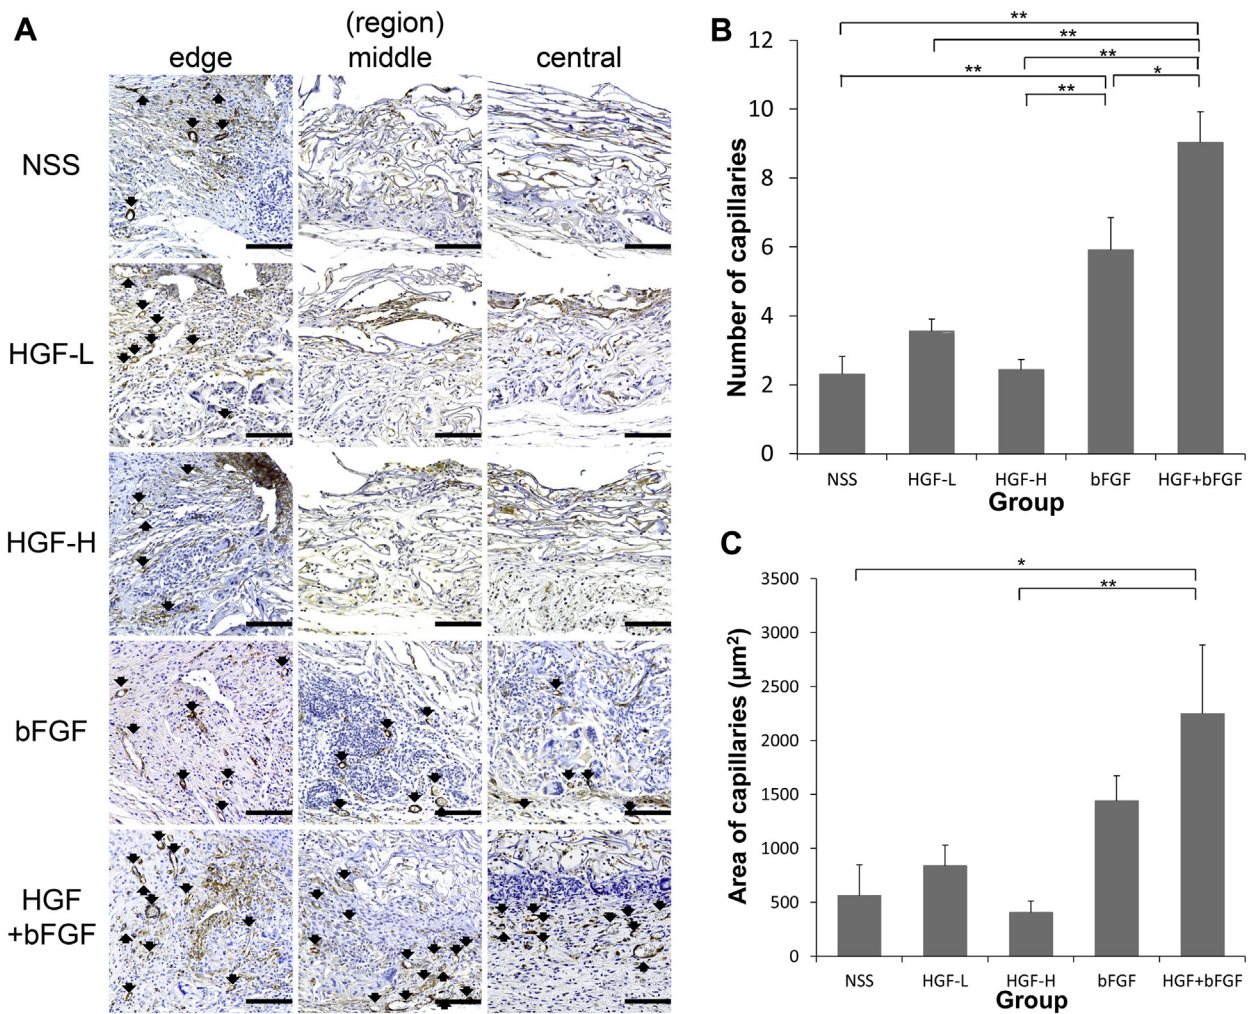 A
(region)
edge
middle
central
NSS
HGF-L
HGF-H
bFGF
HGF
+bFGF
B
**
**
**
**
*
**
12
10
8
6
4
2
0
Number of capillaries
NSS
HGF-L
HGF-H
bFGF
HGF+bFGF
Group
C
*
**
3500
3000
2500
2000
1500
1000
500
0
Area of capillaries (μm²)
NSS
HGF-L
HGF-H
bFGF
HGF+bFGF
Group